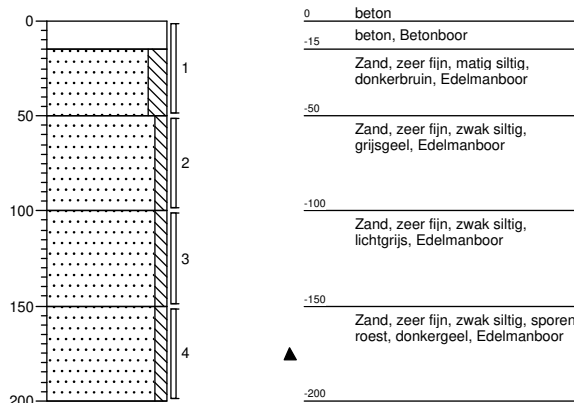 0
50
100
150
200
1
2
3
4
0 beton
-15 beton, Betonboor
Zand, zeer fijn, matig siltig,
donkerbruin, Edelmanboor
-50
Zand, zeer fijn, zwak siltig,
grijsgeel, Edelmanboor
-100
Zand, zeer fijn, zwak siltig,
lichtgrijs, Edelmanboor
-150
Zand, zeer fijn, zwak siltig, sporen
roest, donkergeel, Edelmanboor
-200